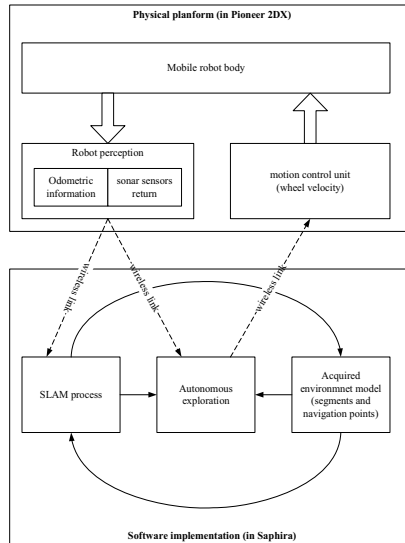 Physical planform (in Pioneer 2DX)
Mobile robot body
Robot perception
Odometric
information
sonar sensors
return
motion control unit
(wheel velocity)
wireless link
wireless link
wireless link
SLAM process
Autonomous
exploration
Acquired
environmnet model
(segments and
navigation points)
Software implementation (in Saphira)